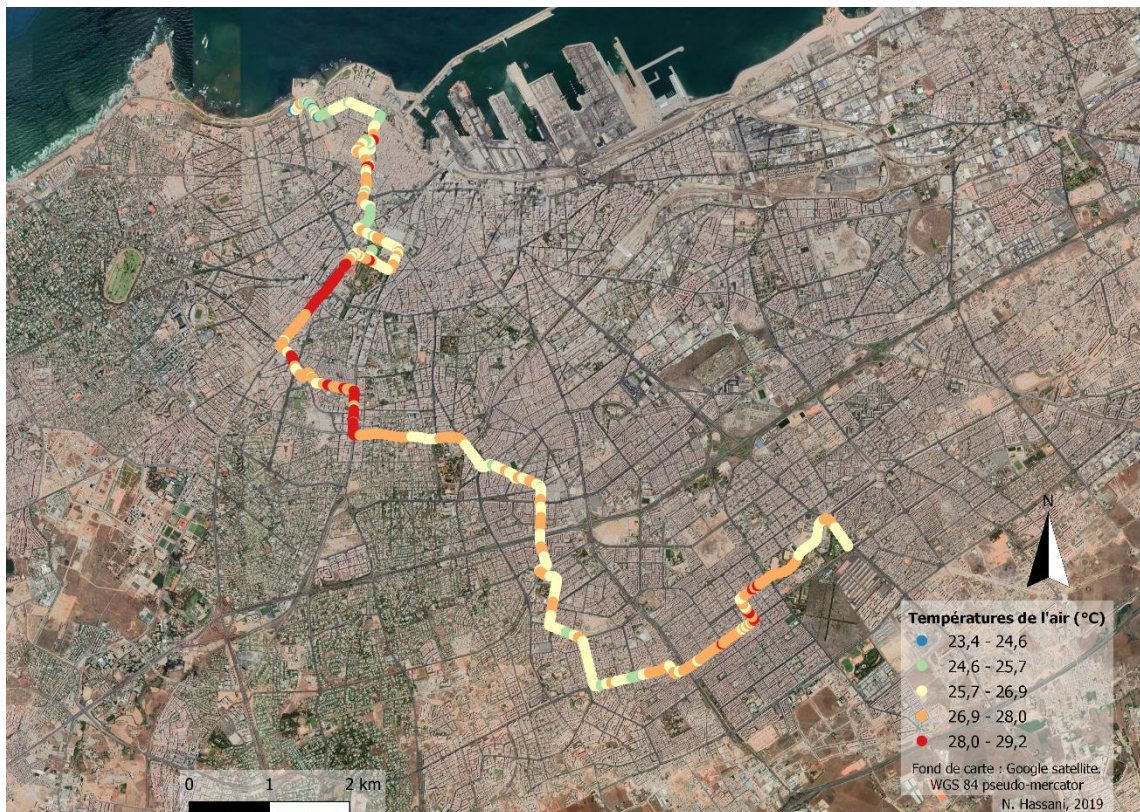 N
Températures de l'air (°C)
23,4 - 24,6
24,6 - 25,7
25,7 - 26,9
26,9 - 28,0
28,0 - 29,2
Fond de carte : Google satellite.
WGS 84 pseudo-mercator
N. Hassani, 2019
0 1 2 km